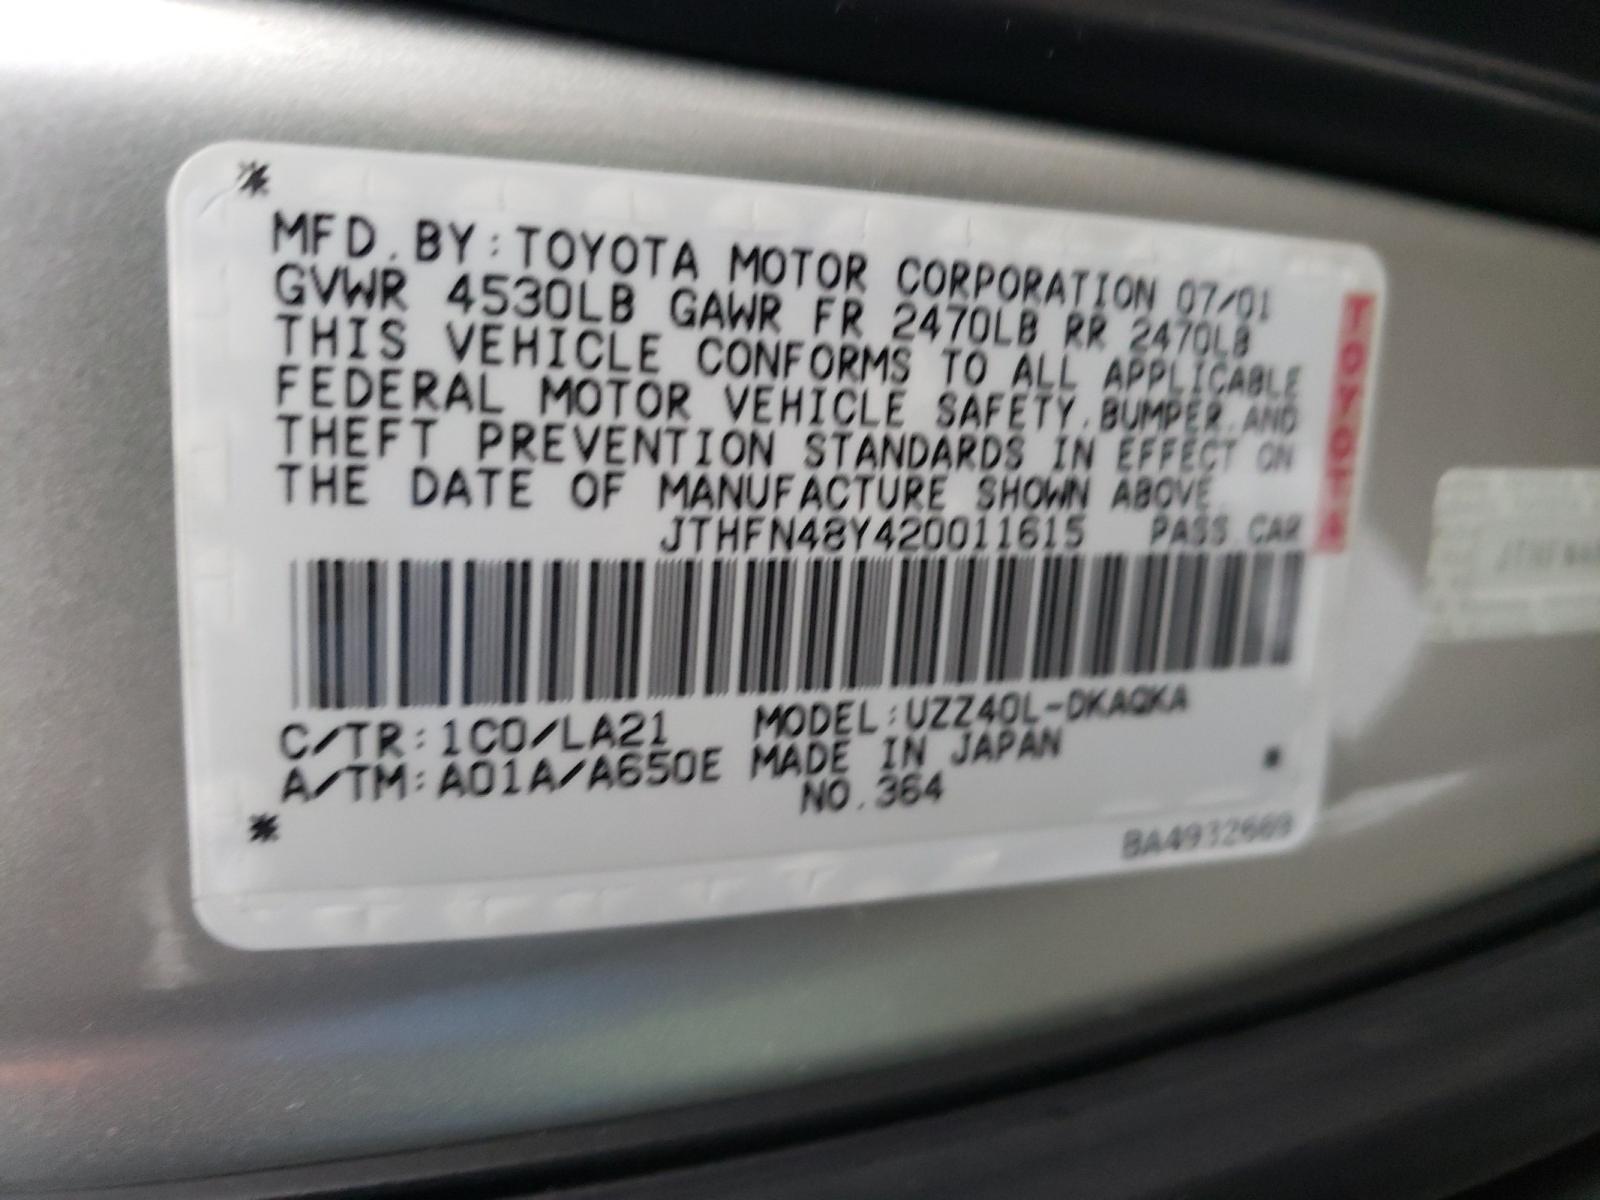 MFD. BY: TOYOTA MOTOR CORPORATION 07/01
GVWR 4530LB GAWR FR 2470LB RR 2470LB
THIS VEHICLE CONFORMS TO ALL APPLICABLE
FEDERAL MOTOR VEHICLE SAFETY, BUMPER, AND
THEFT PREVENTION STANDARDS IN EFFECT ON
THE DATE OF MANUFACTURE SHOWN ABOVE.
JTHFN48Y420011615 PASS. CAR
TOYOTA
C/TR: 1C0/LA21 MODEL: UZZ40L-DKAQKA
A/TM: A01A/A650E MADE IN JAPAN
NO. 364
BA4932669